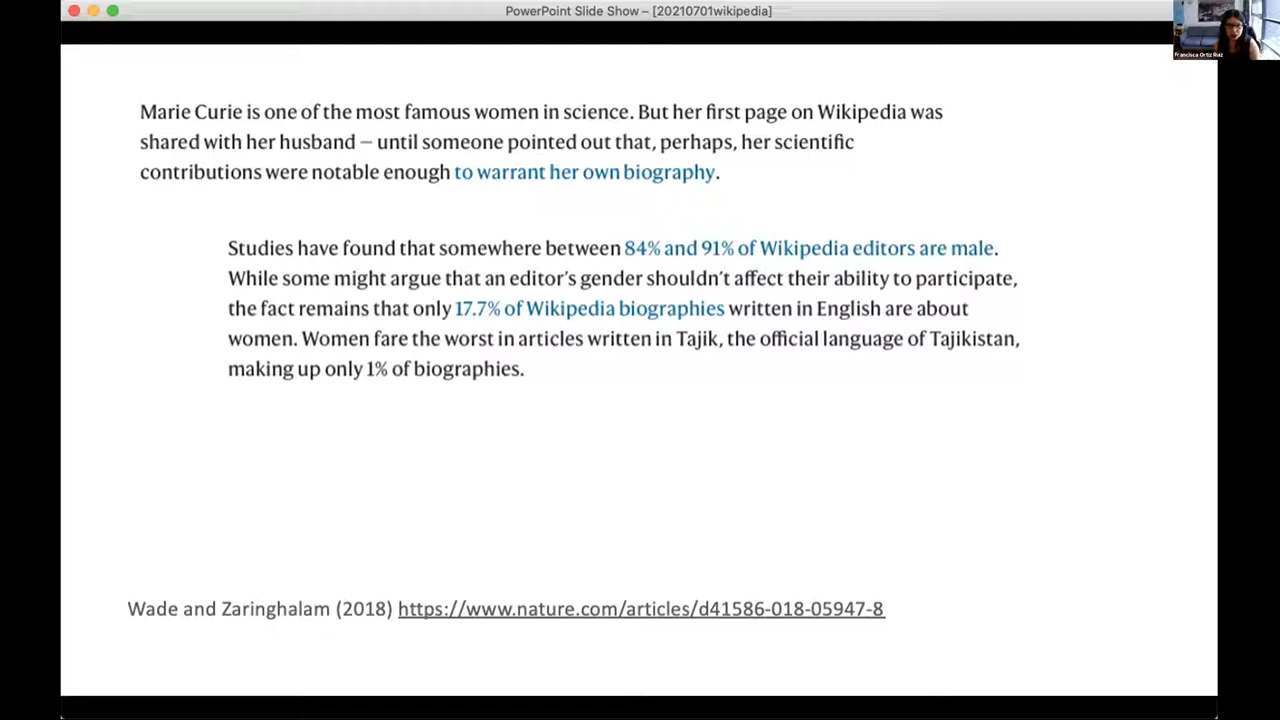 PowerPoint Slide Show – [20210701wikipedia]
Francisca Ortiz Ruiz
Marie Curie is one of the most famous women in science. But her first page on Wikipedia was
shared with her husband — until someone pointed out that, perhaps, her scientific
contributions were notable enough to warrant her own biography.
Studies have found that somewhere between 84% and 91% of Wikipedia editors are male.
While some might argue that an editor’s gender shouldn’t affect their ability to participate,
the fact remains that only 17.7% of Wikipedia biographies written in English are about
women. Women fare the worst in articles written in Tajik, the official language of Tajikistan,
making up only 1% of biographies.
Wade and Zaringhalam (2018) https://www.nature.com/articles/d41586-018-05947-8